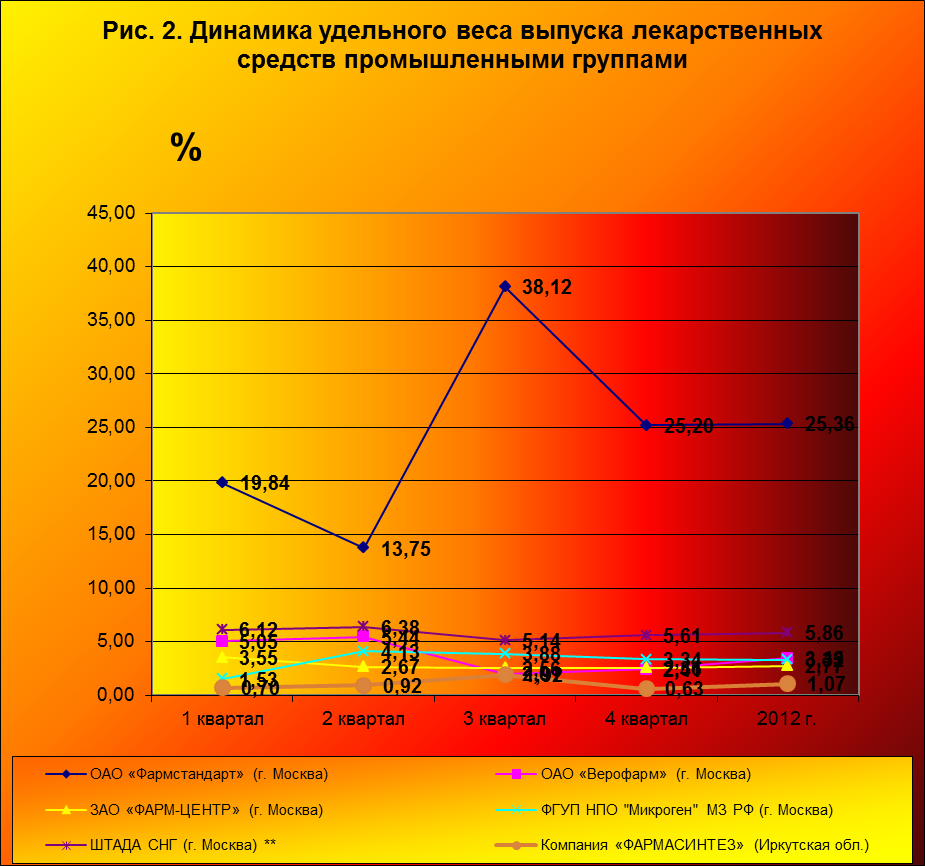 Рис. 2. Динамика удельного веса выпуска лекарственных
средств промышленными группами
%
45,00
40,00
35,00
30,00
25,00
20,00
15,00
10,00
5,00
0,00
38,12
25,20
25,36
19,84
13,75
6,12
5,05
3,55
1,53
0,70
6,38
5,44
4,13
2,67
0,92
5,14
3,88
5,61
3,34
0,63
5,86
1,07
1 квартал
2 квартал
3 квартал
4 квартал
2012 г.
ОАО «Фармстандарт» (г. Москва)
ОАО «Верофарм» (г. Москва)
ЗАО «ФАРМ-ЦЕНТР» (г. Москва)
ФГУП НПО "Микроген" МЗ РФ (г. Москва)
ШТАДА СНГ (г. Москва) **
Компания «ФАРМАСИНТЕЗ» (Иркутская обл.)